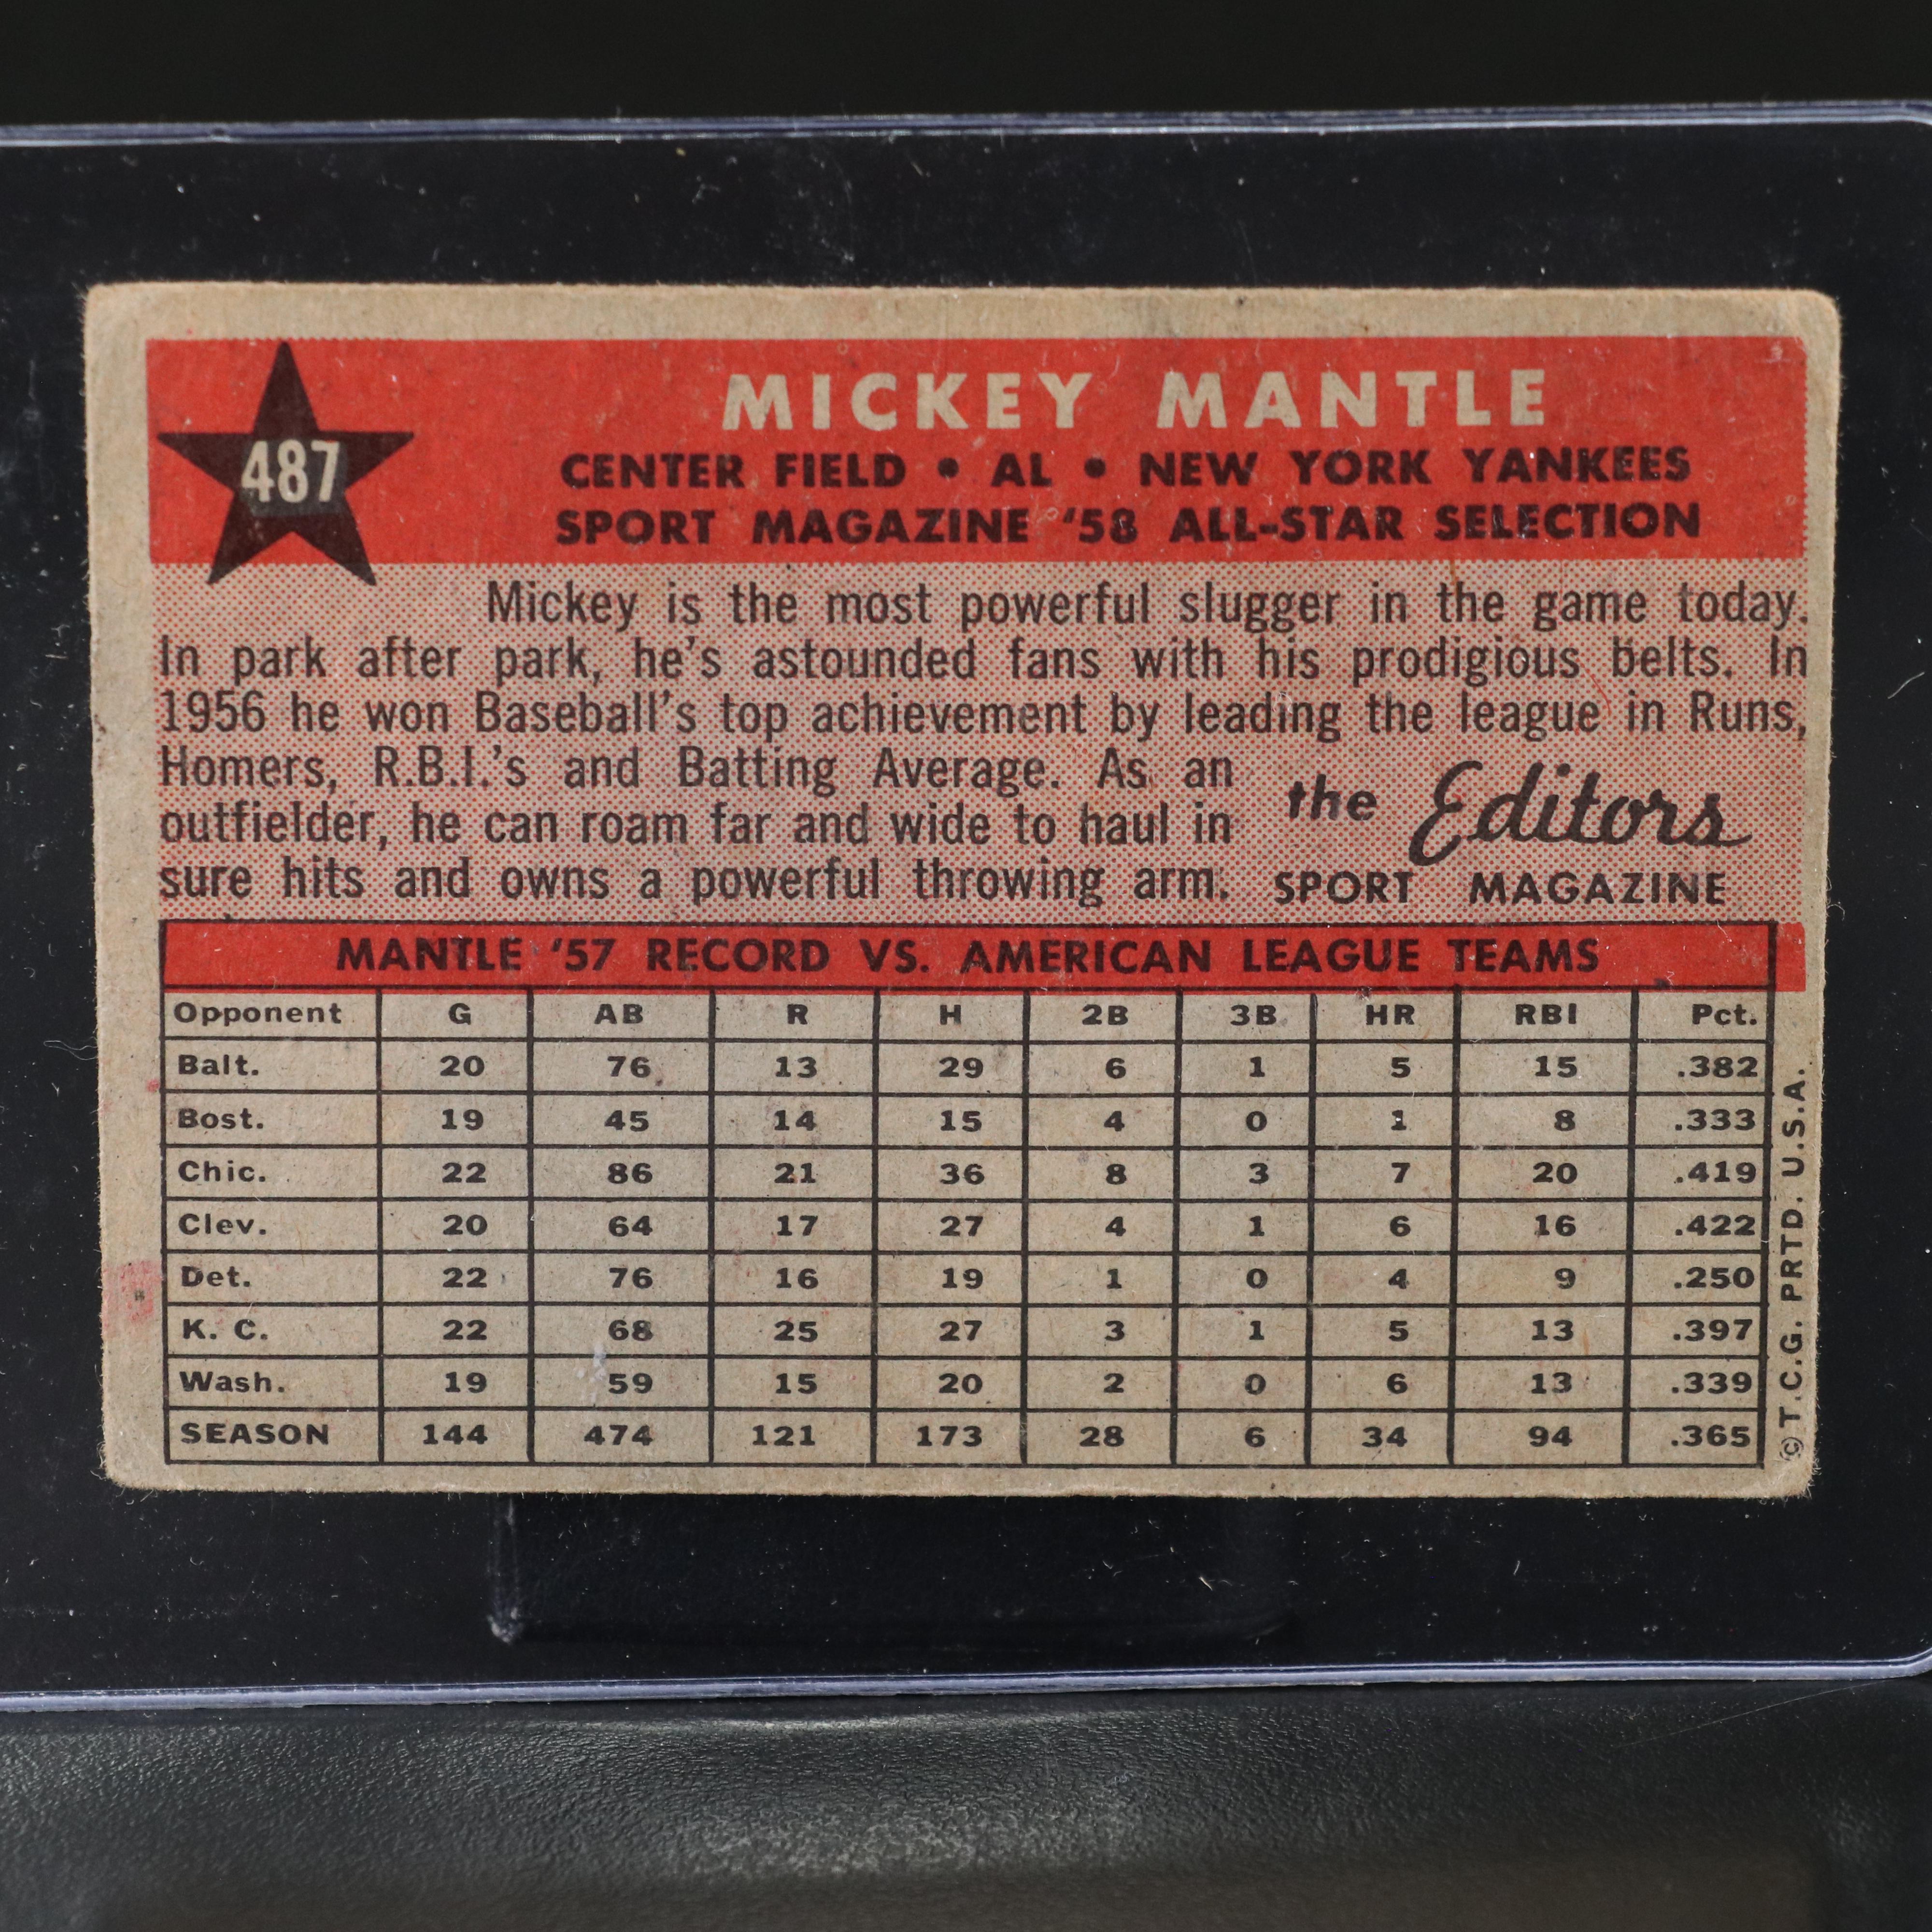 487
MICKEY MANTLE
CENTER FIELD • AL • NEW YORK YANKEES
SPORT MAGAZINE '58 ALL-STAR SELECTION
Mickey is the most powerful slugger in the game today.
In park after park, he's astounded fans with his prodigious belts. In
1956 he won Baseball's top achievement by leading the league in Runs,
Homers, R.B.I.'s and Batting Average. As an
outfielder, he can roam far and wide to haul in
sure hits and owns a powerful throwing arm.
the Editors
SPORT MAGAZINE
MANTLE '57 RECORD VS. AMERICAN LEAGUE TEAMS
Opponent G AB R H 2B 3B HR RBI Pct.
Balt. 20 76 13 29 6 1 5 15 .382
Bost. 19 45 14 15 4 0 1 8 .333
Chic. 22 86 21 36 8 3 7 20 .419
Clev. 20 64 17 27 4 1 6 16 .422
Det. 22 76 16 19 1 0 4 9 .250
K. C. 22 68 25 27 3 1 5 13 .397
Wash. 19 59 15 20 2 0 6 13 .339
SEASON 144 474 121 173 28 6 34 94 .365
© T.C.G. PRTD. U.S.A.